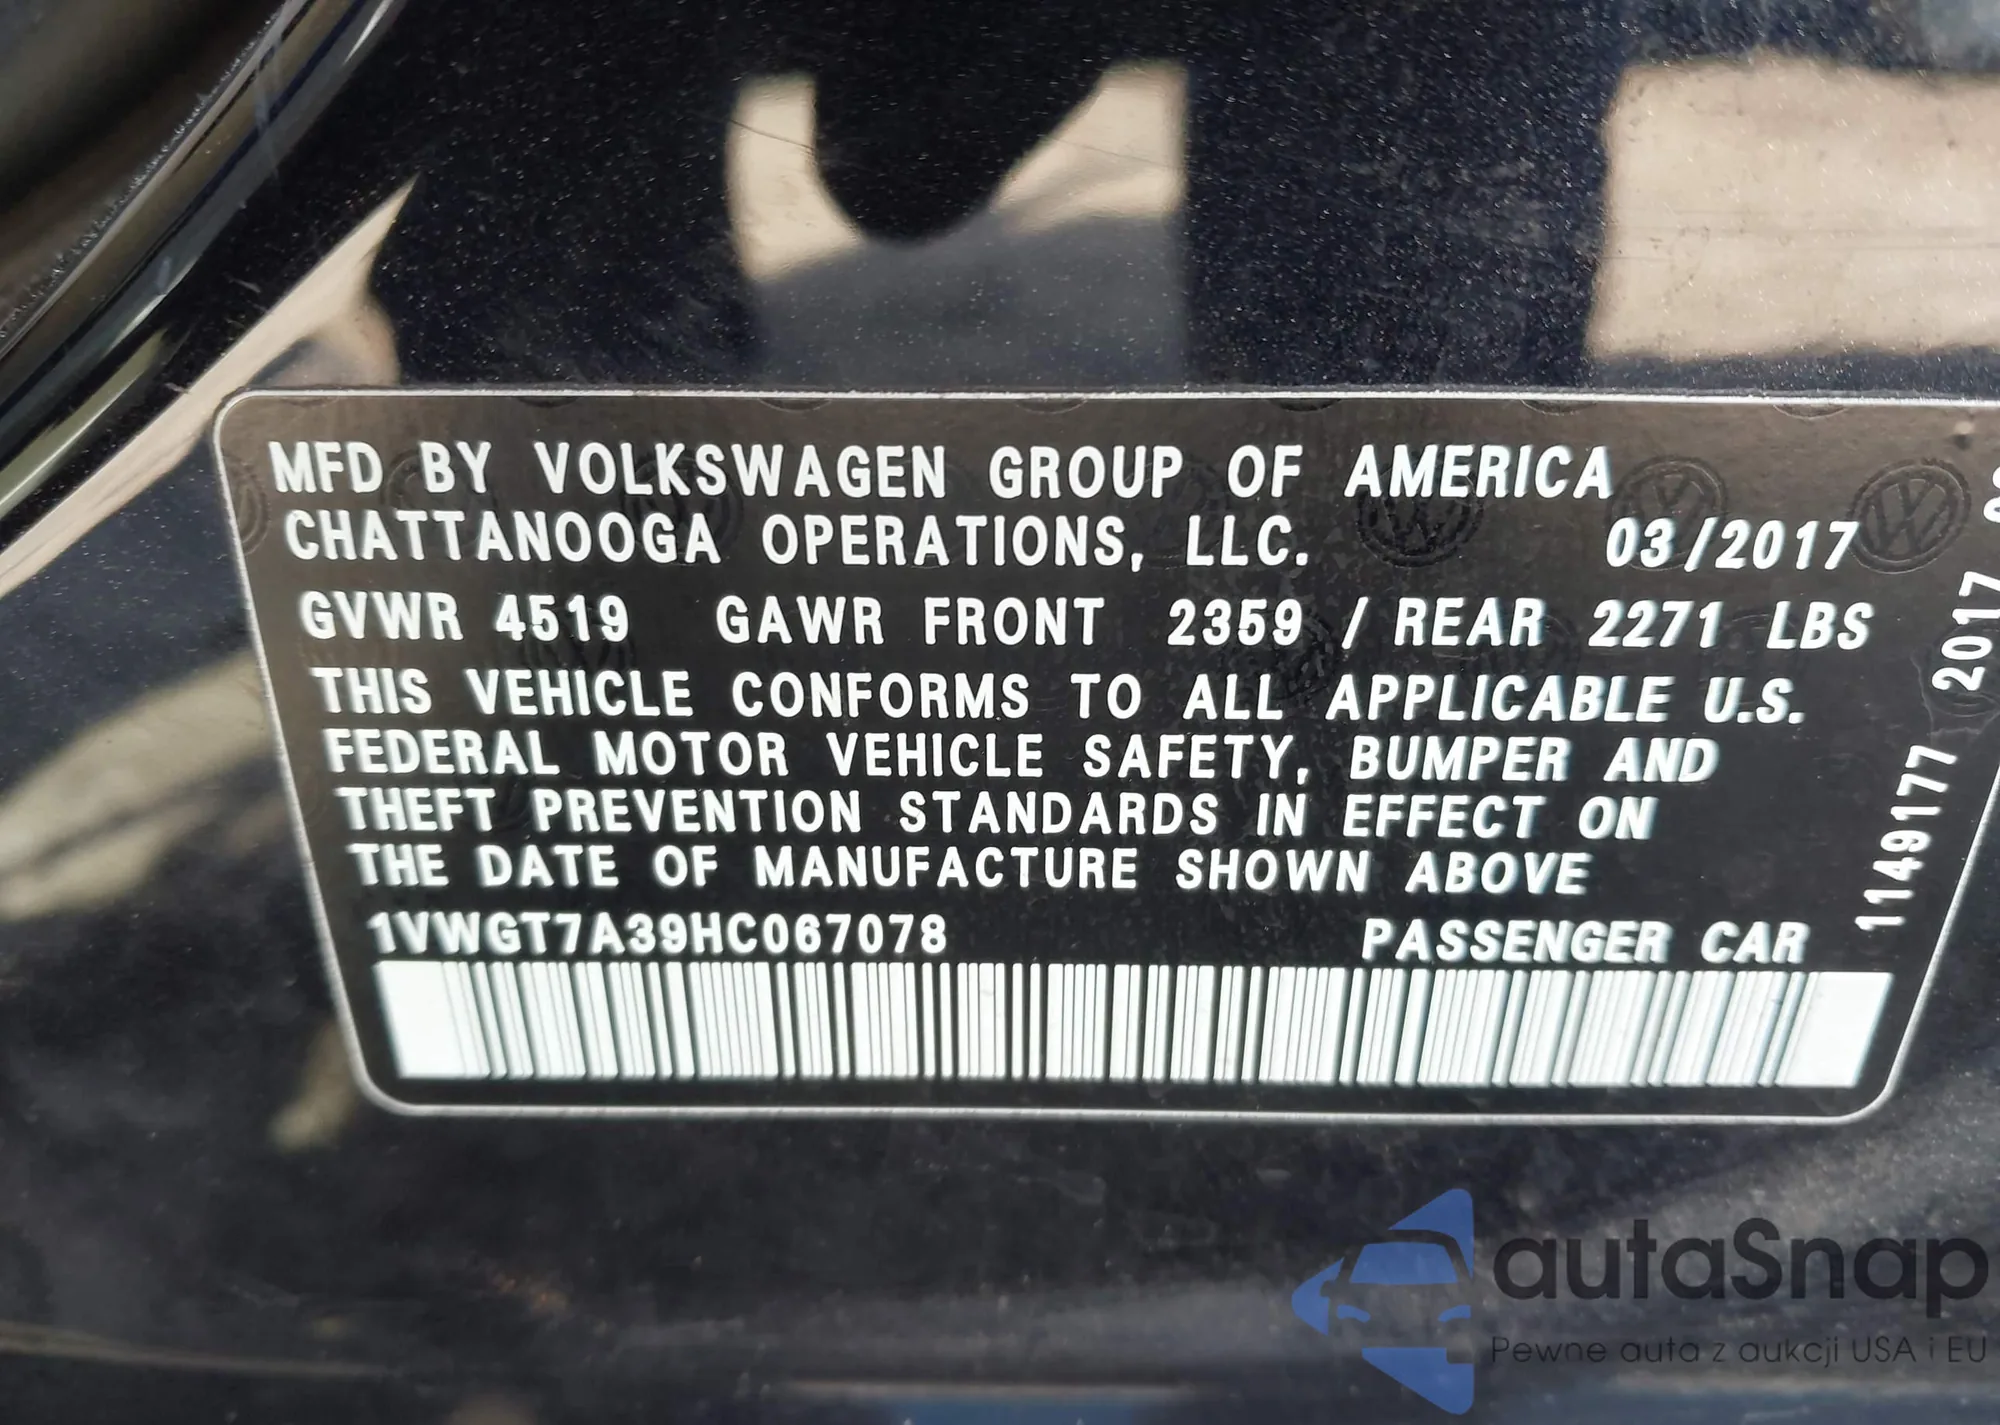 MFD BY VOLKSWAGEN GROUP OF AMERICA
CHATTANOOGA OPERATIONS, LLC. 03/2017
GVWR 4519 GAWR FRONT 2359 / REAR 2271 LBS
THIS VEHICLE CONFORMS TO ALL APPLICABLE U.S.
FEDERAL MOTOR VEHICLE SAFETY, BUMPER AND
THEFT PREVENTION STANDARDS IN EFFECT ON
THE DATE OF MANUFACTURE SHOWN ABOVE
1VWGT7A39HC067078 PASSENGER CAR
1149177 2017
autaSnap
Pewne auta z aukcji USA i EU